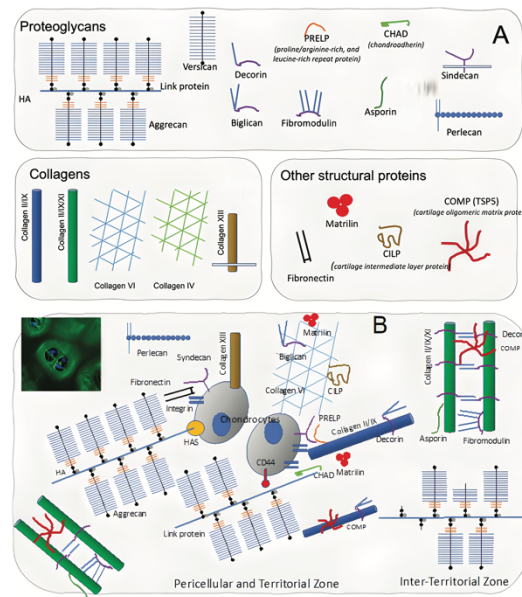 Proteoglycans
A
Versican
PRELP
(proline/arginine-rich, and
leucine-rich repeat protein)
CHAD
(chondroadherin)
Decorin
Sindecan
HA
Link protein
Aggrecan
Biglican
Fibromodulin
Asporin
Perlecan
Collagens
Collagen II/IX
Collagen II/IX/XI
Collagen VI
Collagen IV
Collagen XIII
Other structural proteins
Matrilin
COMP (TSP5)
(cartilage oligomeric matrix prote
Fibronectin
CILP
(cartilage intermediate layer protein)
B
Perlecan
Syndecan
Collagen XIII
Matrilin
Biglican
Collagen VI
CILP
Fibronectin
Integrin
Chondrocytes
HAS
PRELP
Collagen II/IX
Decorin
CD44
CHAD
Matrilin
HA
Aggrecan
Link protein
COMP
Collagen II/IX/XI
Decor
COMP
Asporin
Fibromodulin
Pericellular and Territorial Zone
Inter-Territorial Zone